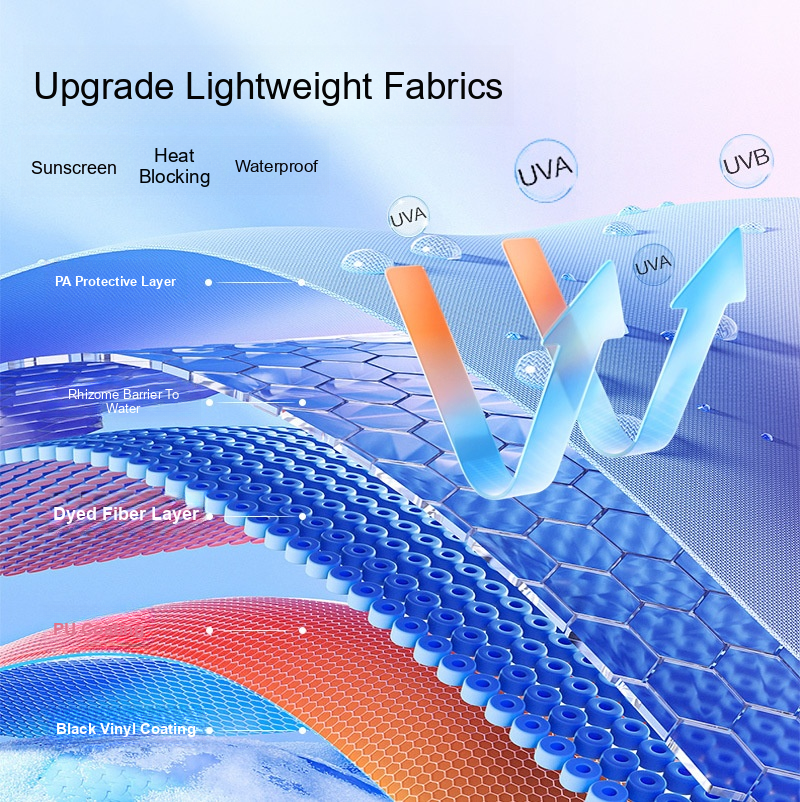 Upgrade Lightweight Fabrics
Sunscreen
Heat
Blocking
Waterproof
UVA
UVB
UVA
UVA
PA Protective Layer
Rhizome Barrier To
Water
Dyed Fiber Layer
PU
Black Vinyl Coating